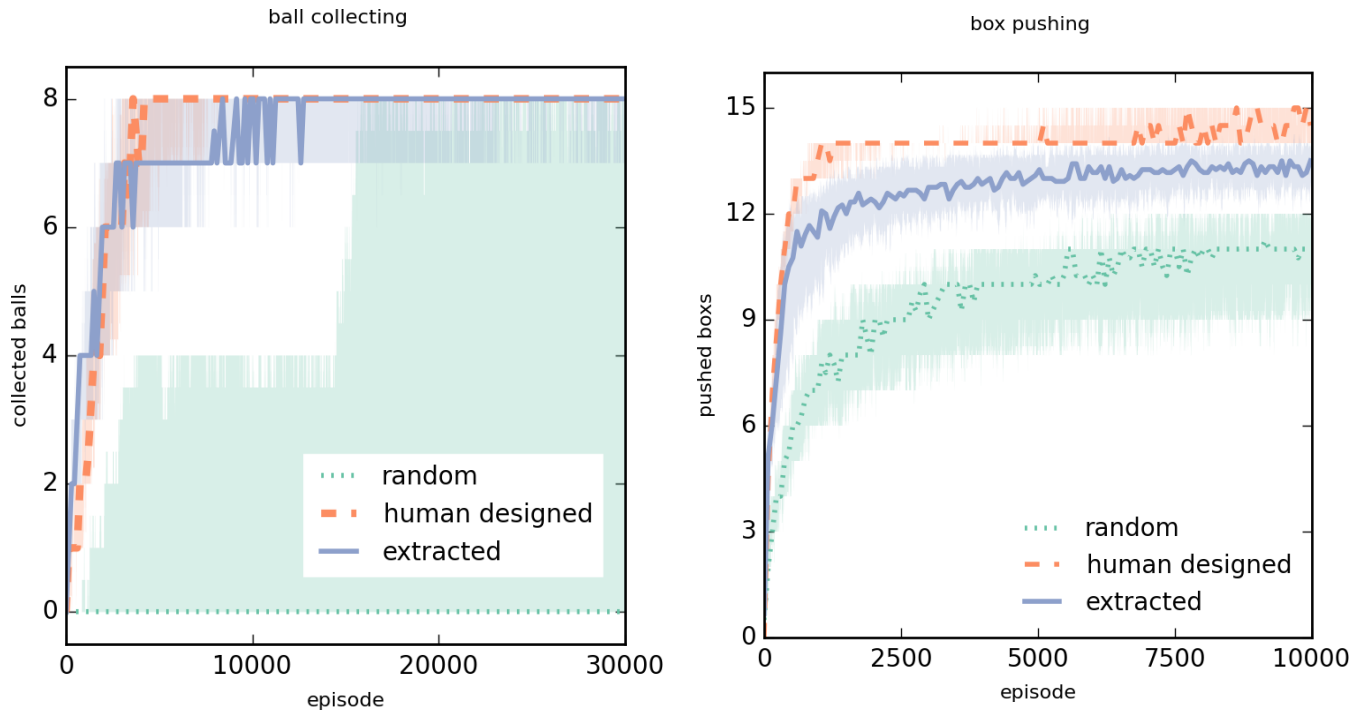 ball collecting
8
6
4
2
0
collected balls
random
human designed
extracted
0
10000
20000
30000
episode
box pushing
15
12
9
6
3
0
pushed boxs
random
human designed
extracted
0
2500
5000
7500
10000
episode